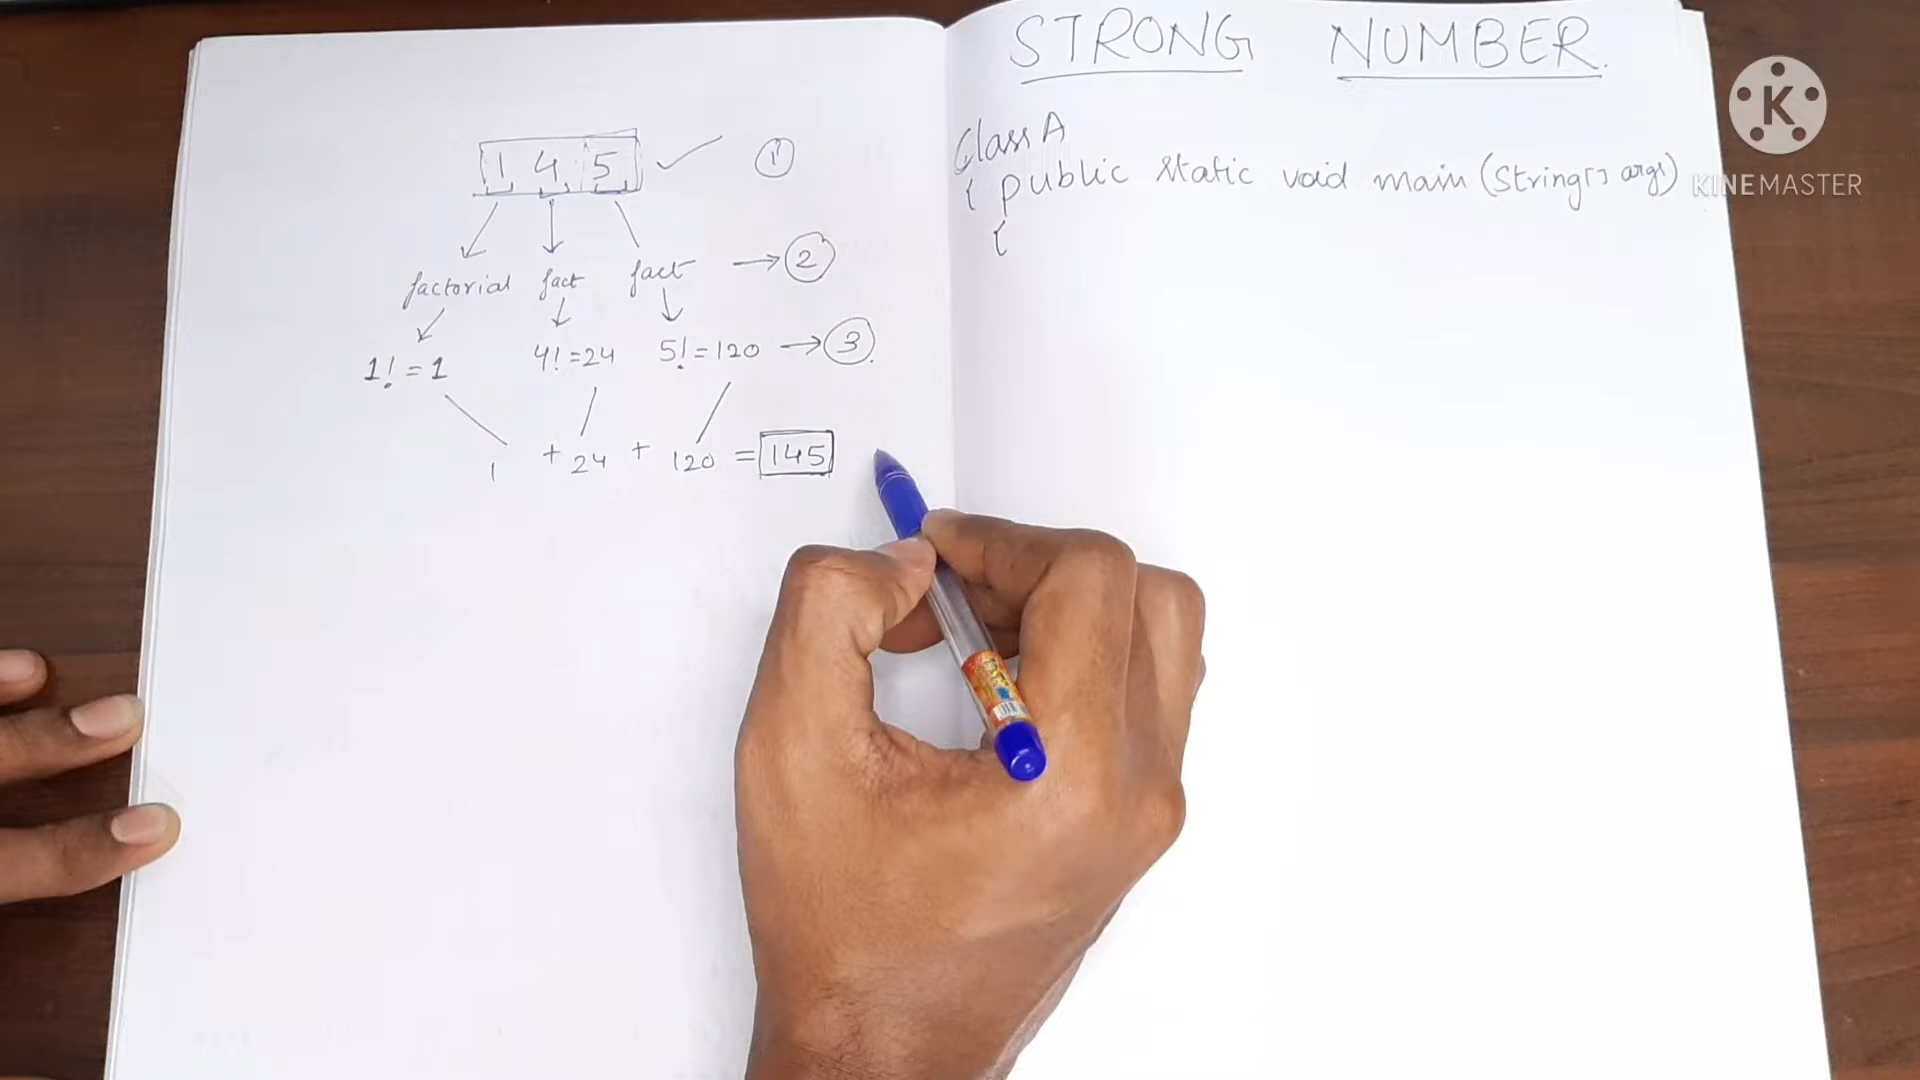 1 4 5 1
factorial fact fact → 2
1! = 1 4! = 24 5! = 120 → 3
1 + 24 + 120 = 145
STRONG NUMBER.
Class A
{ public static void main (String[] args)
{
K
KINEMASTER